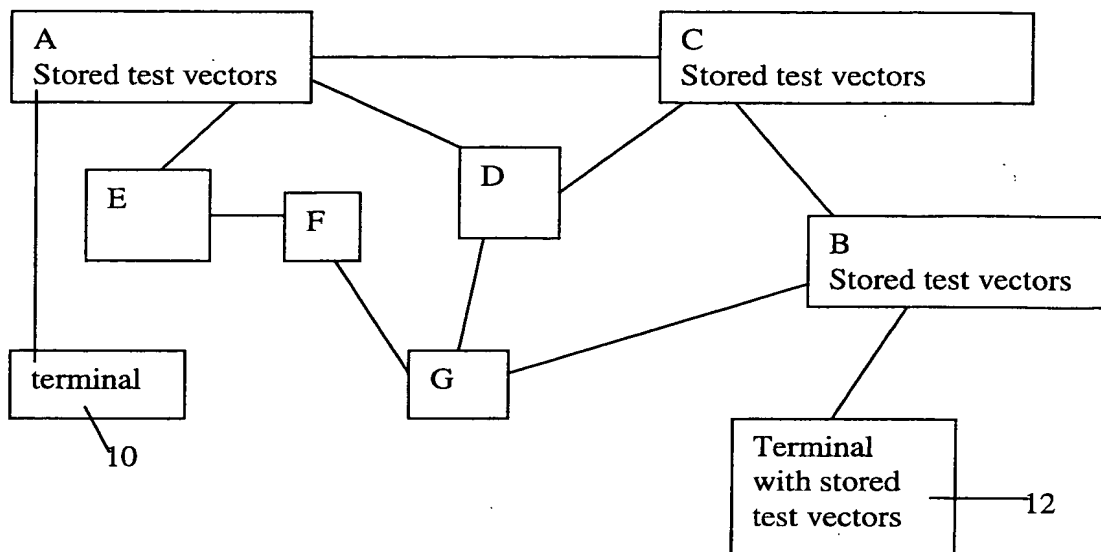 A
Stored test vectors
C
Stored test vectors
E
F
D
B
Stored test vectors
terminal
G
10
Terminal
with stored
test vectors
12